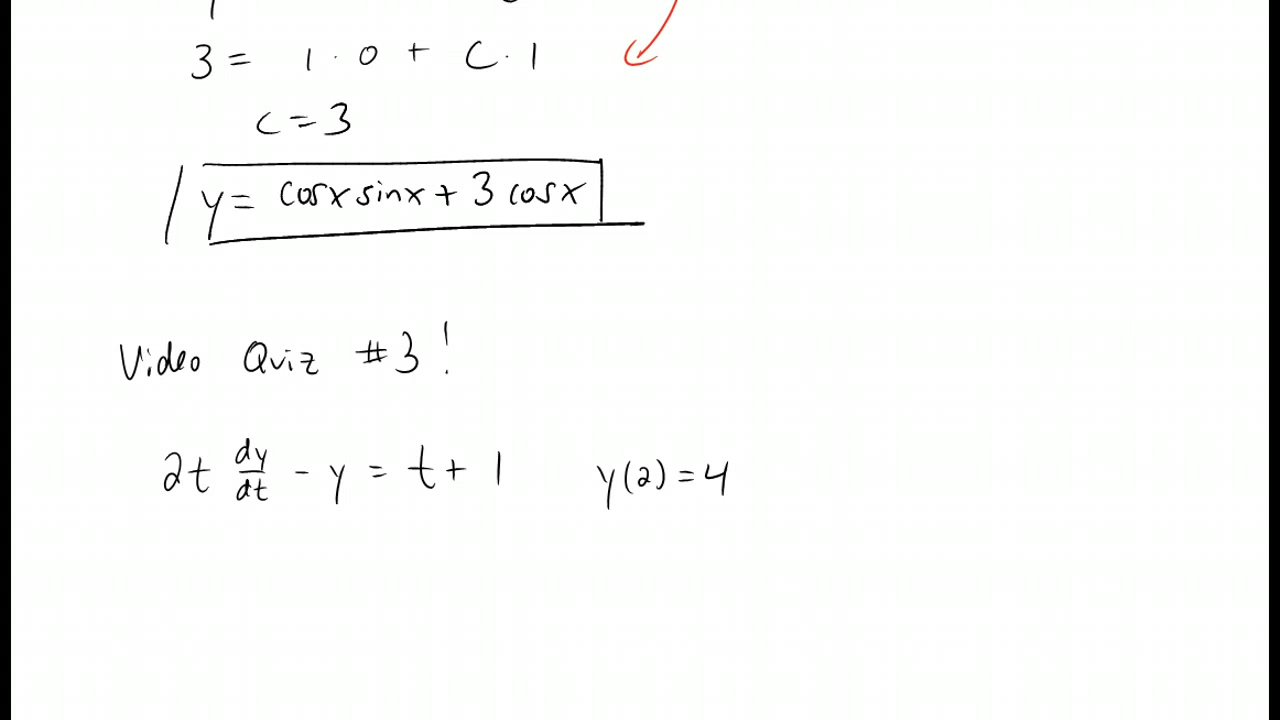 3 = 1 · 0 + C · 1
C = 3
y = cosx sinx + 3 cosx
Video Quiz #3!
2t dy/dt - y = t + 1 y(2) = 4